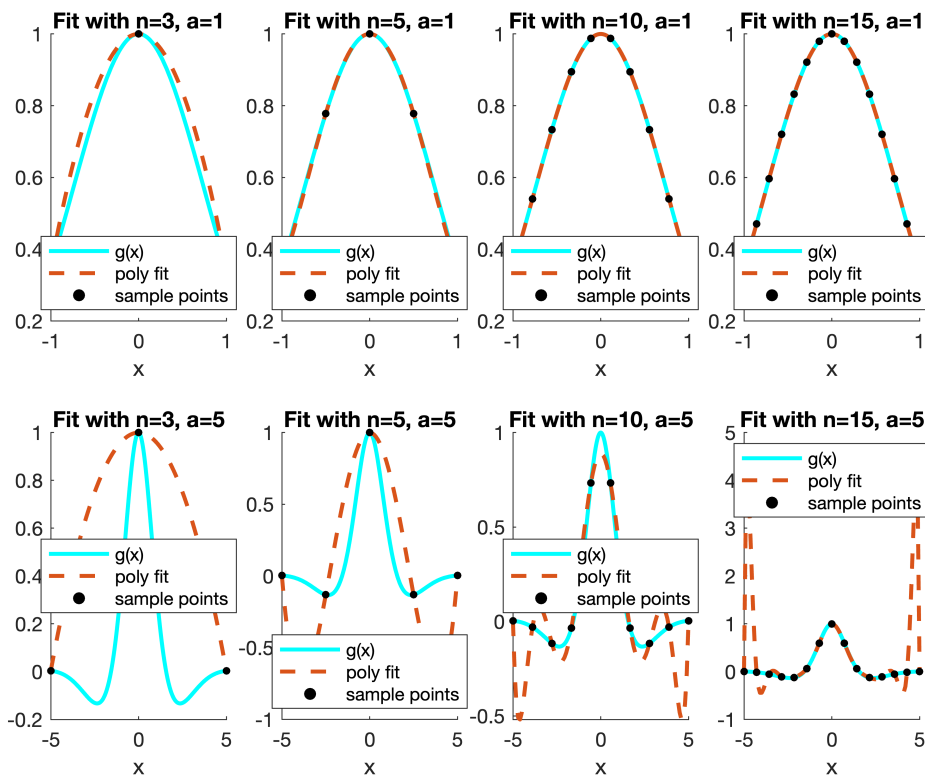 Fit with n=3, a=1
1
0.8
0.6
0.4
0.2
g(x)
poly fit
sample points
-1 0 1
x
Fit with n=5, a=1
1
0.8
0.6
0.4
0.2
g(x)
poly fit
sample points
-1 0 1
x
Fit with n=10, a=1
1
0.8
0.6
0.4
0.2
g(x)
poly fit
sample points
-1 0 1
x
Fit with n=15, a=1
1
0.8
0.6
0.4
0.2
g(x)
poly fit
sample points
-1 0 1
x
Fit with n=3, a=5
1
0.8
0.6
0.4
0.2
0
-0.2
g(x)
poly fit
sample points
-5 0 5
x
Fit with n=5, a=5
1
0.5
0
-0.5
-1
g(x)
poly fit
sample points
-5 0 5
x
Fit with n=10, a=5
1
0.5
0
-0.5
g(x)
poly fit
sample points
-5 0 5
x
Fit with n=15, a=5
5
4
3
2
1
0
-1
g(x)
poly fit
sample points
-5 0 5
x